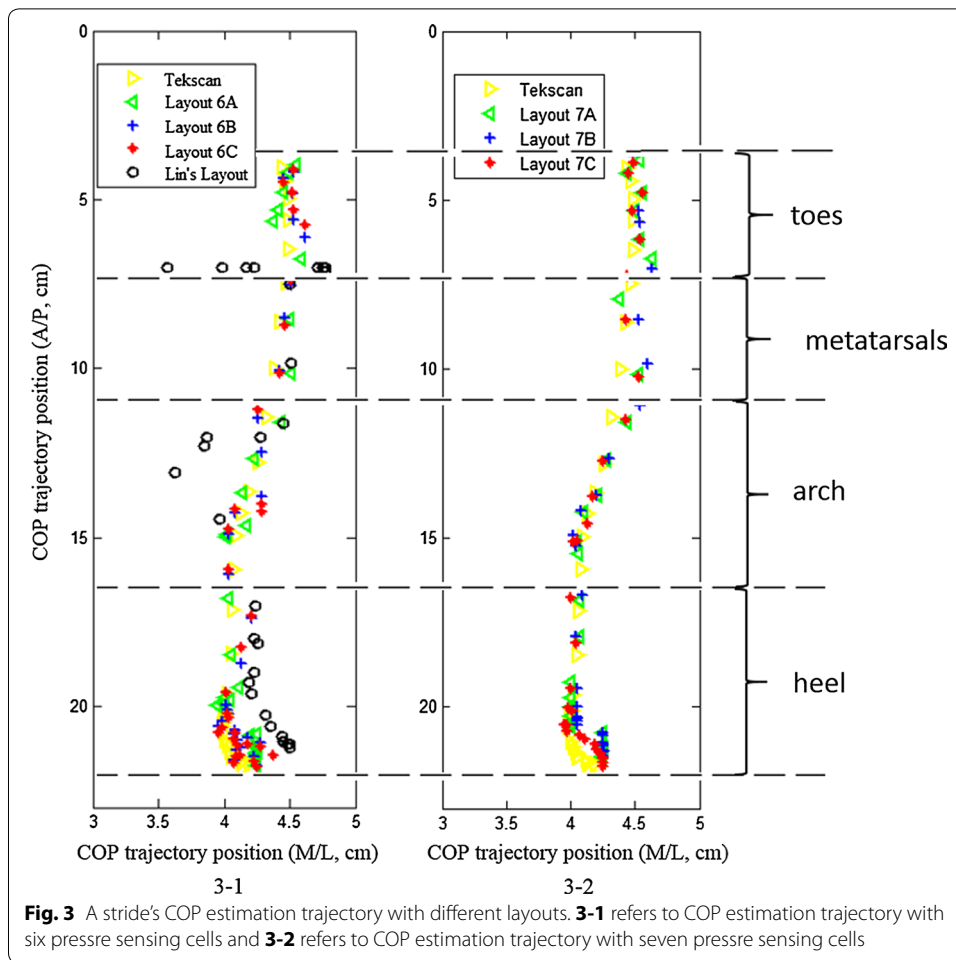 0
5
10
15
20
3
3.5
4
4.5
5
COP trajectory position (A/P, cm)
COP trajectory position (M/L, cm)
3-1
Tekscan
Layout 6A
Layout 6B
Layout 6C
Lin's Layout
0
5
10
15
20
3
3.5
4
4.5
5
COP trajectory position (M/L, cm)
3-2
Tekscan
Layout 7A
Layout 7B
Layout 7C
toes
metatarsals
arch
heel
Fig. 3 A stride's COP estimation trajectory with different layouts. 3-1 refers to COP estimation trajectory with
six pressre sensing cells and 3-2 refers to COP estimation trajectory with seven pressre sensing cells